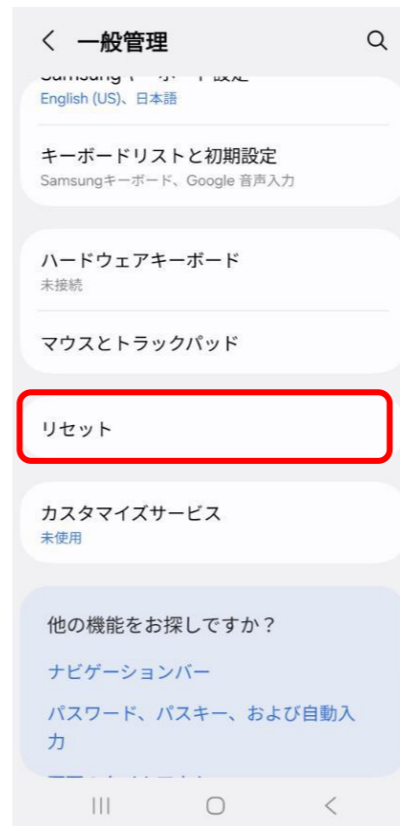 一般管理
English (US)、日本語
キーボードリストと初期設定
Samsungキーボード、Google 音声入力
ハードウェアキーボード
未接続
マウスとトラックパッド
リセット
カスタマイズサービス
未使用
他の機能をお探しですか？
ナビゲーションバー
パスワード、パスキー、および自動入
力